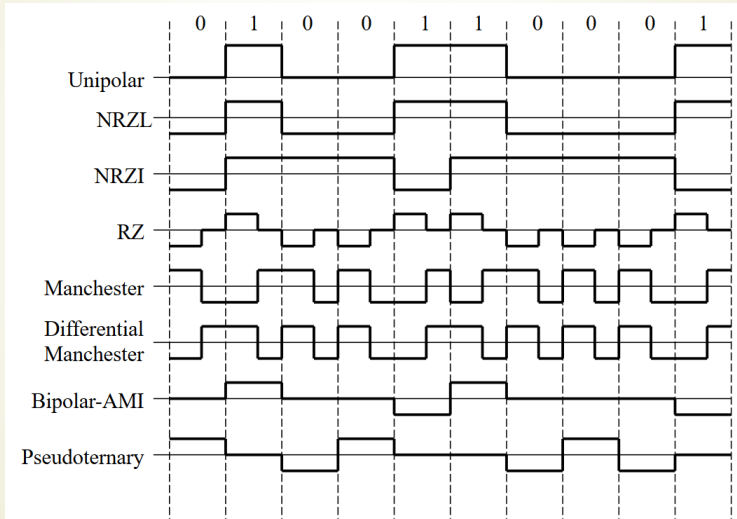 0 1 0 0 1 1 0 0 0 1
Unipolar
NRZL
NRZI
RZ
Manchester
Differential
Manchester
Bipolar-AMI
Pseudoternary